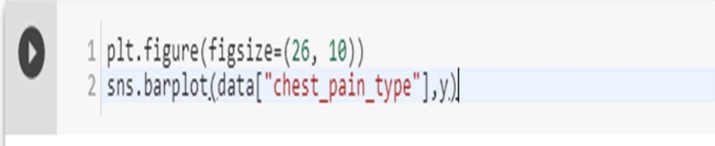 1 plt.figure(figsize=(26, 10))
2 sns.barplot(data["chest_pain_type"],y)